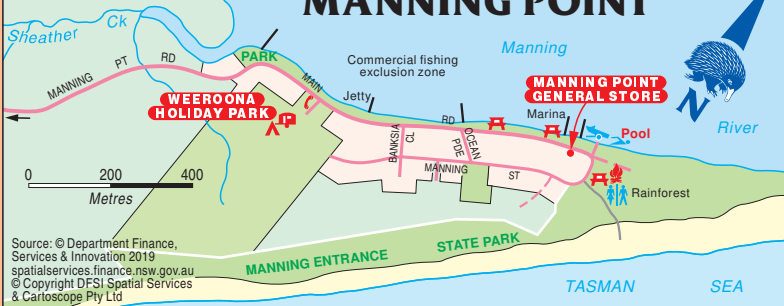 MANNING POINT
Sheather Ck
MANNING PT RD
PARK
Manning
Commercial fishing
exclusion zone
MAIN
Jetty
WEEROONA
HOLIDAY PARK
MANNING POINT
GENERAL STORE
Marina
N
River
Pool
RD
BANKSIA CL
OCEAN PDE
MANNING ST
Rainforest
0 200 400
Metres
MANNING ENTRANCE STATE PARK
Source: © Department Finance,
Services & Innovation 2019
spatialservices.finance.nsw.gov.au
© Copyright DFSI Spatial Services
& Cartoscope Pty Ltd
TASMAN SEA